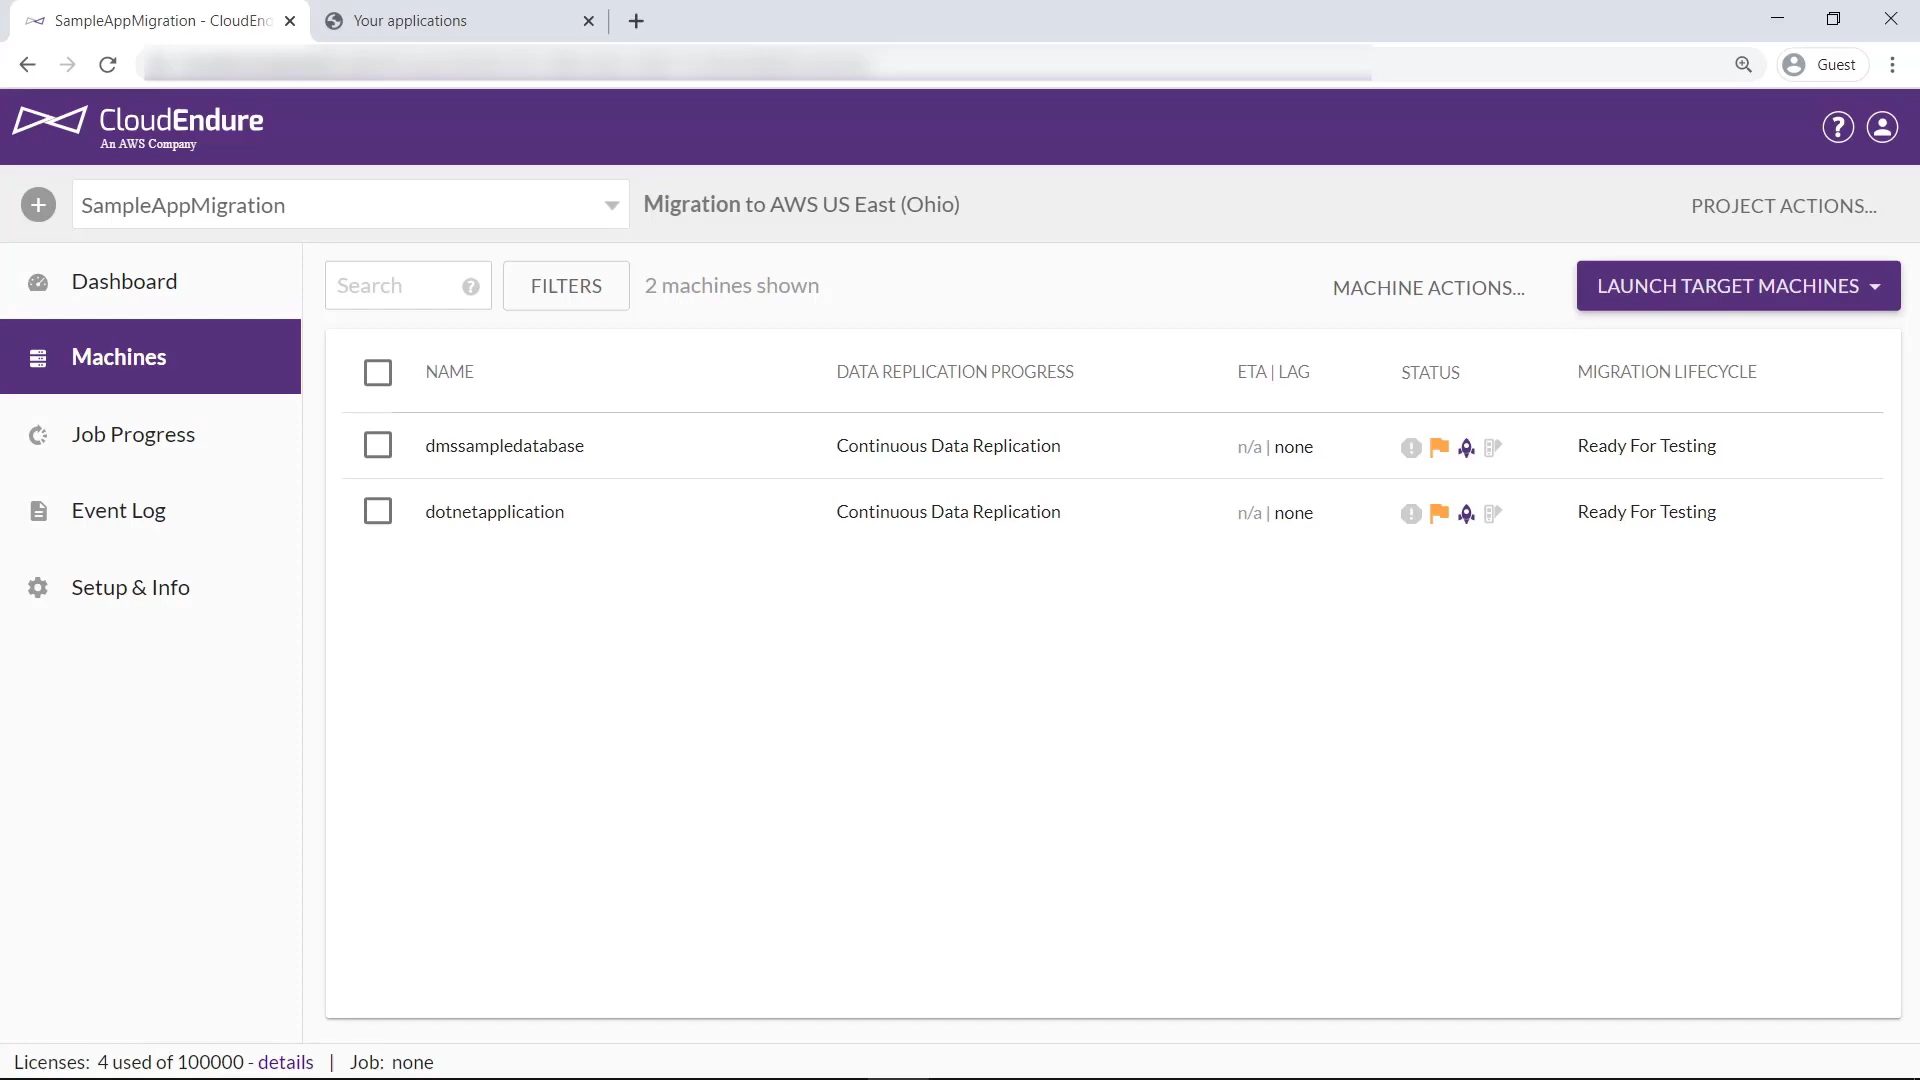 SampleAppMigration - CloudEnd
Your applications
Guest
CloudEndure
An AWS Company
SampleAppMigration
Migration to AWS US East (Ohio)
PROJECT ACTIONS...
Dashboard
Machines
Job Progress
Event Log
Setup & Info
Search
FILTERS
2 machines shown
MACHINE ACTIONS...
LAUNCH TARGET MACHINES
NAME DATA REPLICATION PROGRESS ETA | LAG STATUS MIGRATION LIFECYCLE
dmssampledatabase Continuous Data Replication n/a | none Ready For Testing
dotnetapplication Continuous Data Replication n/a | none Ready For Testing
Licenses: 4 used of 100000 - details | Job: none